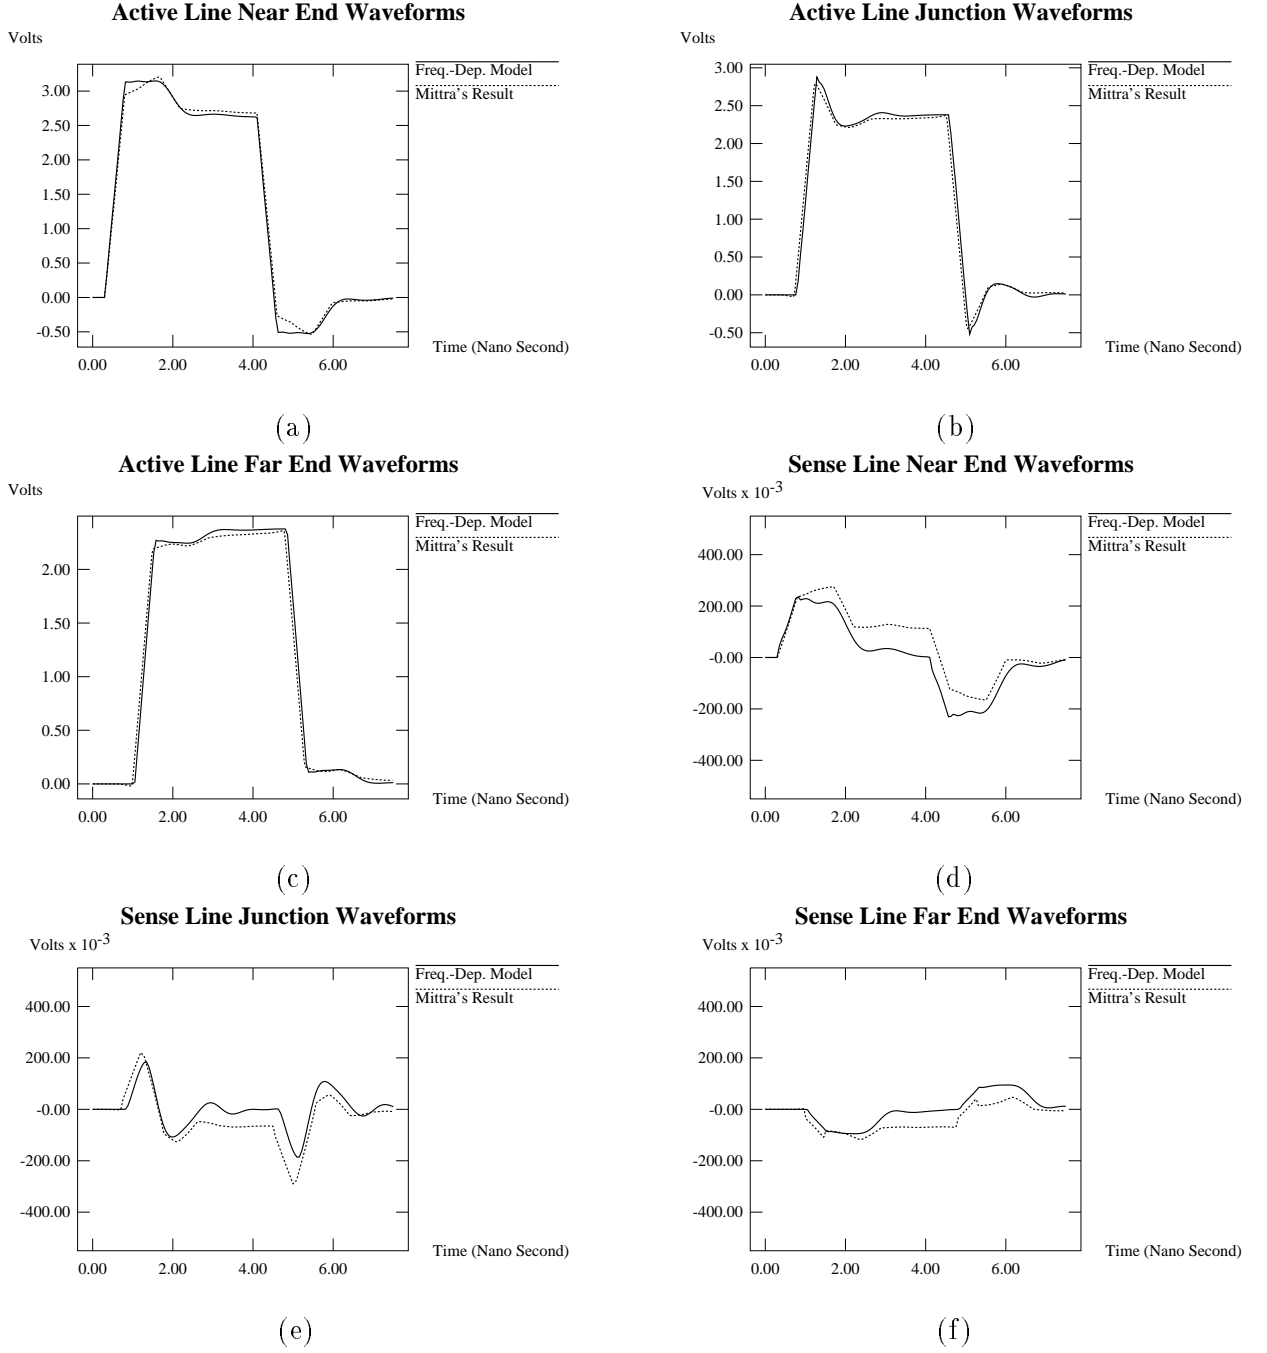 Active Line Near End Waveforms
Volts
Freq.-Dep. Model
Mittra's Result
3.00
2.50
2.00
1.50
1.00
0.50
0.00
-0.50
Time (Nano Second)
0.00 2.00 4.00 6.00
(a)
Active Line Junction Waveforms
Volts
Freq.-Dep. Model
Mittra's Result
3.00
2.50
2.00
1.50
1.00
0.50
0.00
-0.50
Time (Nano Second)
0.00 2.00 4.00 6.00
(b)
Active Line Far End Waveforms
Volts
Freq.-Dep. Model
Mittra's Result
2.00
1.50
1.00
0.50
0.00
Time (Nano Second)
0.00 2.00 4.00 6.00
(c)
Sense Line Near End Waveforms
Volts x 10-3
Freq.-Dep. Model
Mittra's Result
400.00
200.00
-0.00
-200.00
-400.00
Time (Nano Second)
0.00 2.00 4.00 6.00
(d)
Sense Line Junction Waveforms
Volts x 10-3
Freq.-Dep. Model
Mittra's Result
400.00
200.00
-0.00
-200.00
-400.00
Time (Nano Second)
0.00 2.00 4.00 6.00
(e)
Sense Line Far End Waveforms
Volts x 10-3
Freq.-Dep. Model
Mittra's Result
400.00
200.00
-0.00
-200.00
-400.00
Time (Nano Second)
0.00 2.00 4.00 6.00
(f)